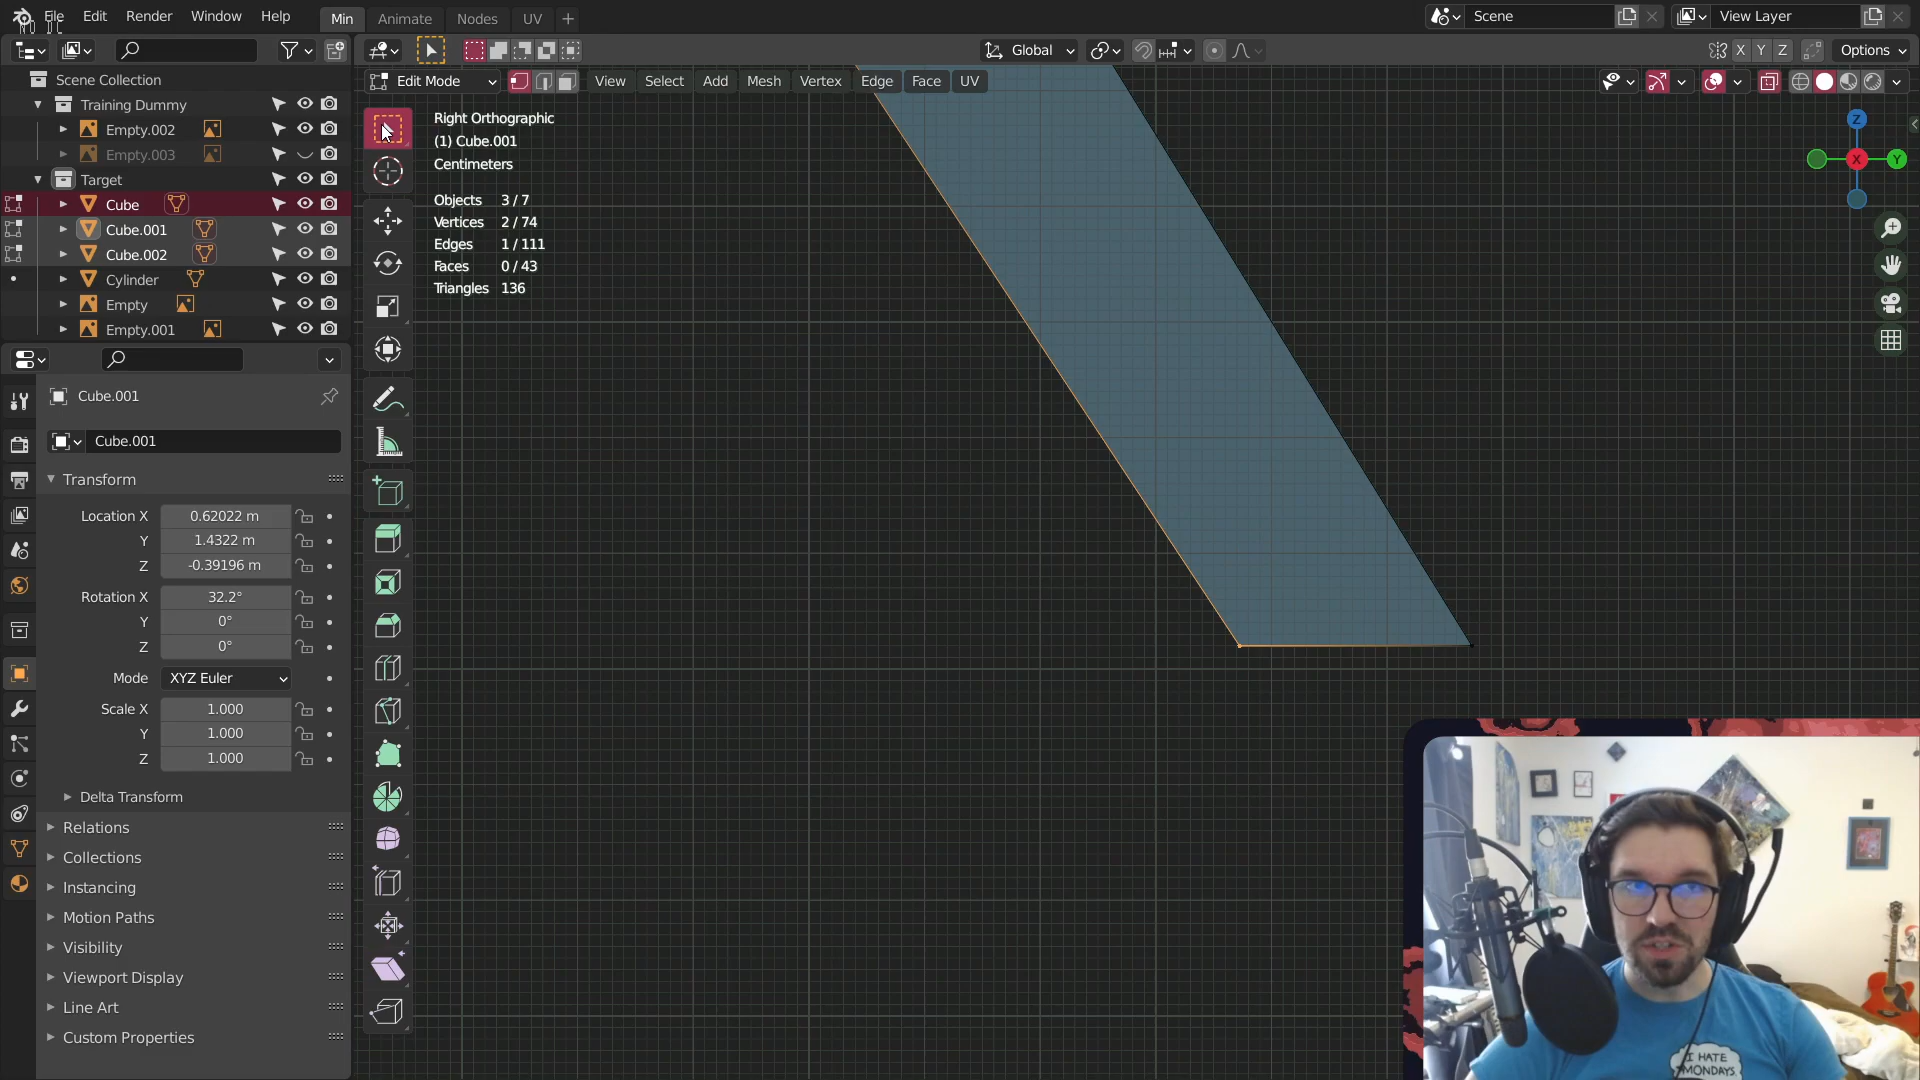 File Edit Render Window Help Min Animate Nodes UV + Scene View Layer
Global Options
Edit Mode View Select Add Mesh Vertex Edge Face UV
Scene Collection
Training Dummy
Empty.002
Empty.003
Target
Cube
Cube.001
Cube.002
Cylinder
Empty
Empty.001
Cube.001
Cube.001
Transform
Location X 0.62022 m
Y 1.4322 m
Z -0.39196 m
Rotation X 32.2°
Y 0°
Z 0°
Mode XYZ Euler
Scale X 1.000
Y 1.000
Z 1.000
Delta Transform
Relations
Collections
Instancing
Motion Paths
Visibility
Viewport Display
Line Art
Custom Properties
Right Orthographic
(1) Cube.001
Centimeters
Objects 3 / 7
Vertices 2 / 74
Edges 1 / 111
Faces 0 / 43
Triangles 136
X Y Z
Z
X
Y
I HATE
MONDAYS